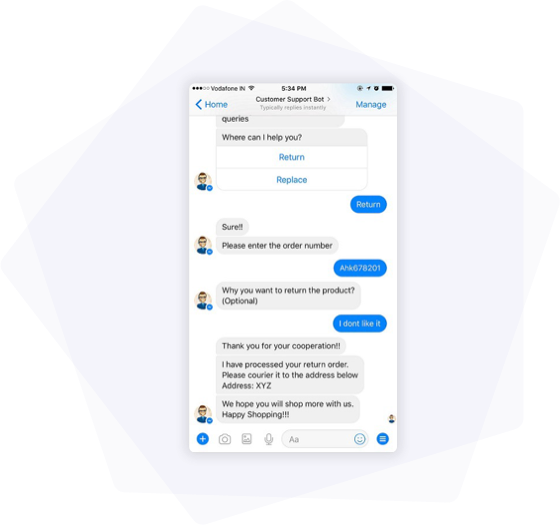 Vodafone IN
5:34 PM
Home
Customer Support Bot >
Typically replies instantly
Manage
queries
Where can I help you?
Return
Replace
Return
Sure!!
Please enter the order number
Ahk678201
Why you want to return the product?
(Optional)
I dont like it
Thank you for your cooperation!!
I have processed your return order.
Please courier it to the address below
Address: XYZ
We hope you will shop more with us.
Happy Shopping!!!
Aa